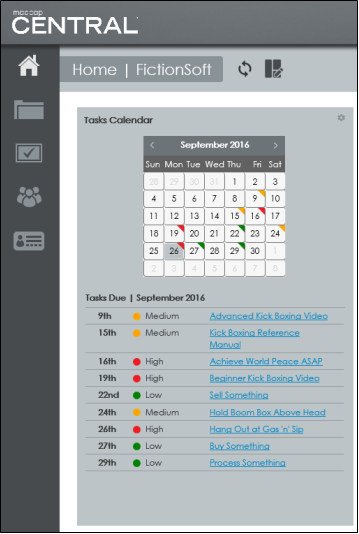 moccop
CENTRAL
Home | FictionSoft
Tasks Calendar
< September 2016 >
Sun Mon Tue Wed Thu Fri Sat
28 29 30 31 1 2 3
4 5 6 7 8 9 10
11 12 13 14 15 16 17
18 19 20 21 22 23 24
25 26 27 28 29 30 1
2 3 4 5 6 7 8
Tasks Due | September 2016
9th Medium Advanced Kick Boxing Video
15th Medium Kick Boxing Reference
Manual
16th High Achieve World Peace ASAP
19th High Beginner Kick Boxing Video
22nd Low Sell Something
24th Medium Hold Boom Box Above Head
26th High Hang Out at Gas 'n' Sip
27th Low Buy Something
29th Low Process Something